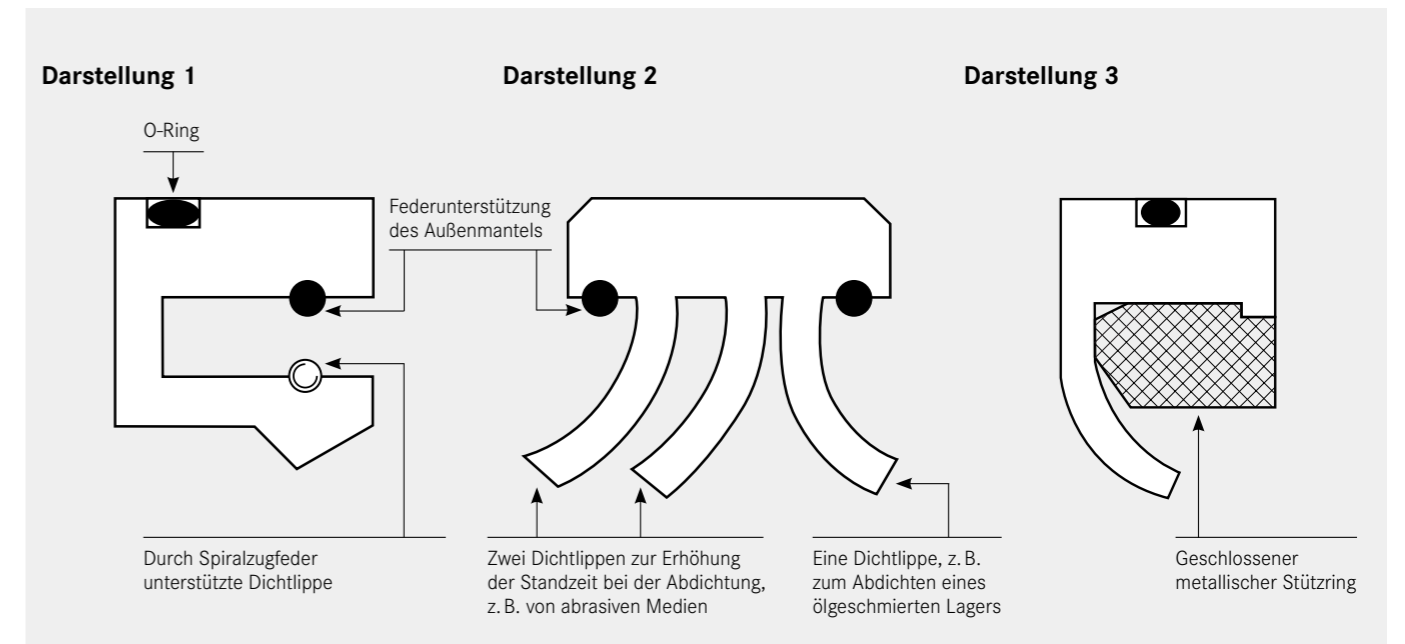 Darstellung 1
Darstellung 2
Darstellung 3
O-Ring
Federunterstützung
des Außenmantels
Durch Spiralzugfeder
unterstützte Dichtlippe
Zwei Dichtlippen zur Erhöhung
der Standzeit bei der Abdichtung,
z. B. von abrasiven Medien
Eine Dichtlippe, z. B.
zum Abdichten eines
ölgeschmierten Lagers
Geschlossener
metallischer Stützring